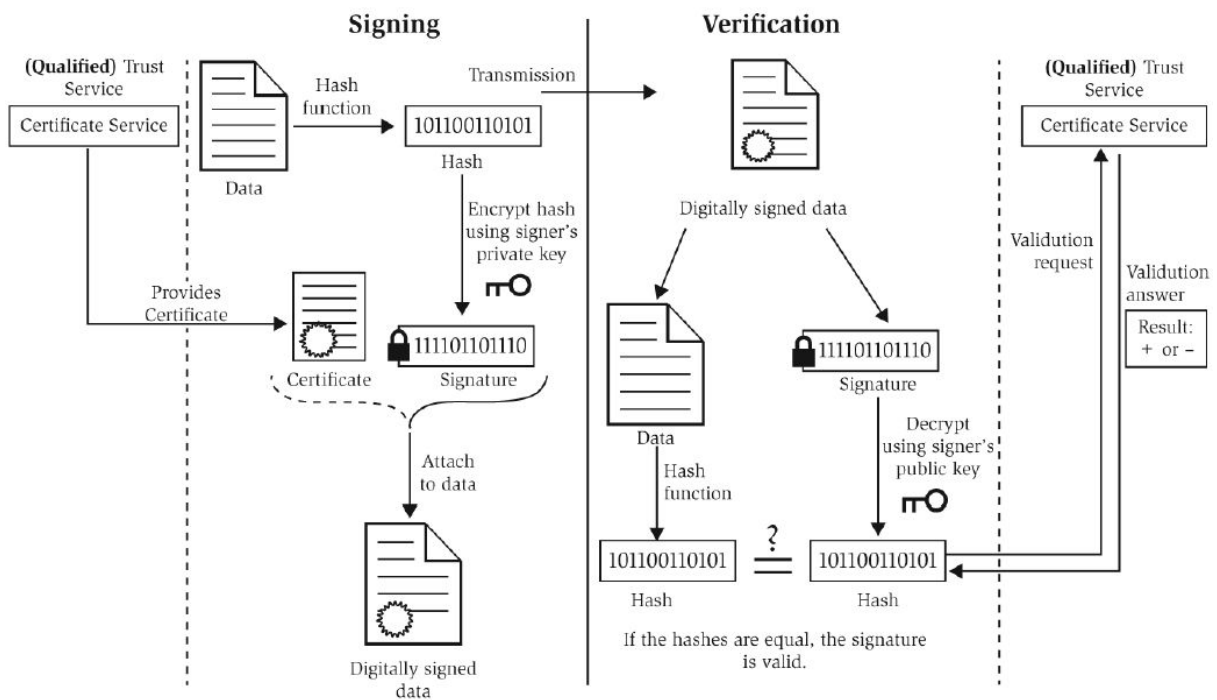 Signing
Verification
(Qualified) Trust
Service
Certificate Service
Hash
function
Data
101100110101
Hash
Transmission
Encrypt hash
using signer's
private key
Provides
Certificate
Certificate
111101101110
Signature
Attach
to data
Digitally signed
data
Digitally signed data
Data
111101101110
Signature
Hash
function
Decrypt
using signer's
public key
101100110101
Hash
?
=
101100110101
Hash
If the hashes are equal, the signature
is valid.
(Qualified) Trust
Service
Certificate Service
Validution
request
Validution
answer
Result:
+ or –